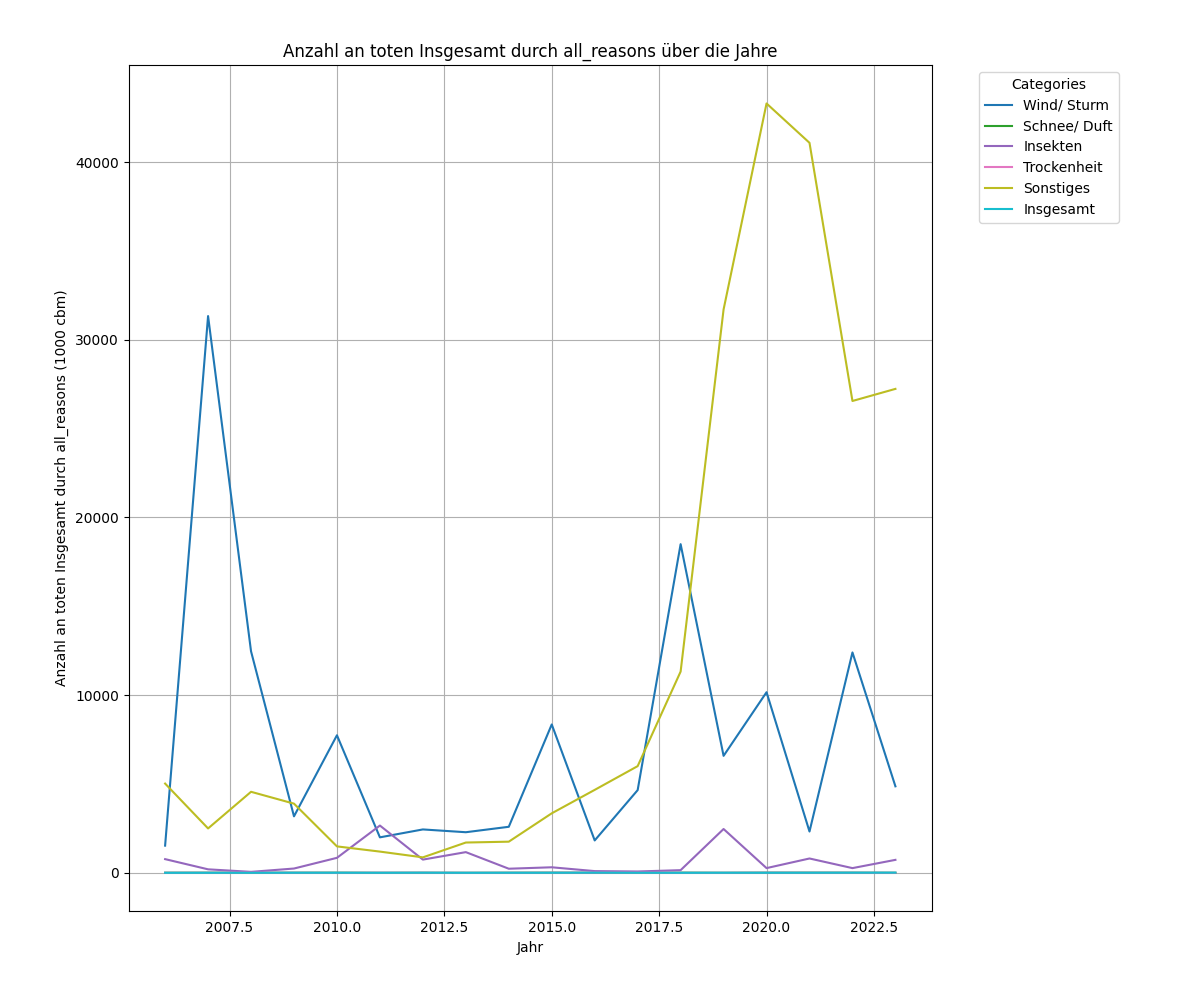 Anzahl an toten Insgesamt durch all_reasons über die Jahre
Categories
Wind/ Sturm
Schnee/ Duft
Insekten
Trockenheit
Sonstiges
Insgesamt
Anzahl an toten Insgesamt durch all_reasons (1000 cbm)
40000
30000
20000
10000
0
2007.5
2010.0
2012.5
2015.0
2017.5
2020.0
2022.5
Jahr